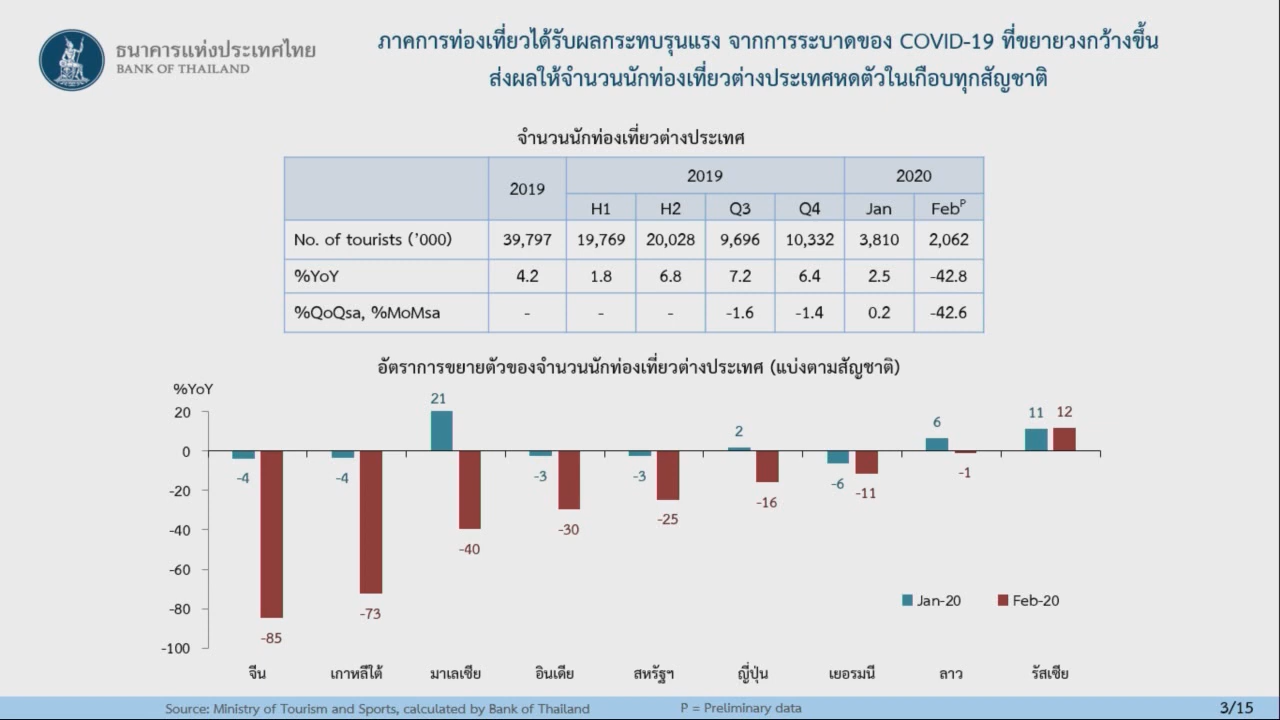 ธนาคารแห่งประเทศไทย
BANK OF THAILAND
ภาคการท่องเที่ยวได้รับผลกระทบรุนแรง จากการระบาดของ COVID-19 ที่ขยายวงกว้างขึ้น
ส่งผลให้จำนวนนักท่องเที่ยวต่างประเทศหดตัวในเกือบทุกสัญชาติ
จำนวนนักท่องเที่ยวต่างประเทศ
2019 2019 2020
H1 H2 Q3 Q4 Jan Feb^P
No. of tourists ('000) 39,797 19,769 20,028 9,696 10,332 3,810 2,062
%YoY 4.2 1.8 6.8 7.2 6.4 2.5 -42.8
%QoQsa, %MoMsa - - - -1.6 -1.4 0.2 -42.6
อัตราการขยายตัวของจำนวนนักท่องเที่ยวต่างประเทศ (แบ่งตามสัญชาติ)
%YoY
20
0
-20
-40
-60
-80
-100
-4 -85
-4 -73
21 -40
-3 -30
-3 -25
2 -16
-6 -11
6 -1
11 12
Jan-20 Feb-20
จีน เกาหลีใต้ มาเลเซีย อินเดีย สหรัฐฯ ญี่ปุ่น เยอรมนี ลาว รัสเซีย
Source: Ministry of Tourism and Sports, calculated by Bank of Thailand P = Preliminary data 3/15